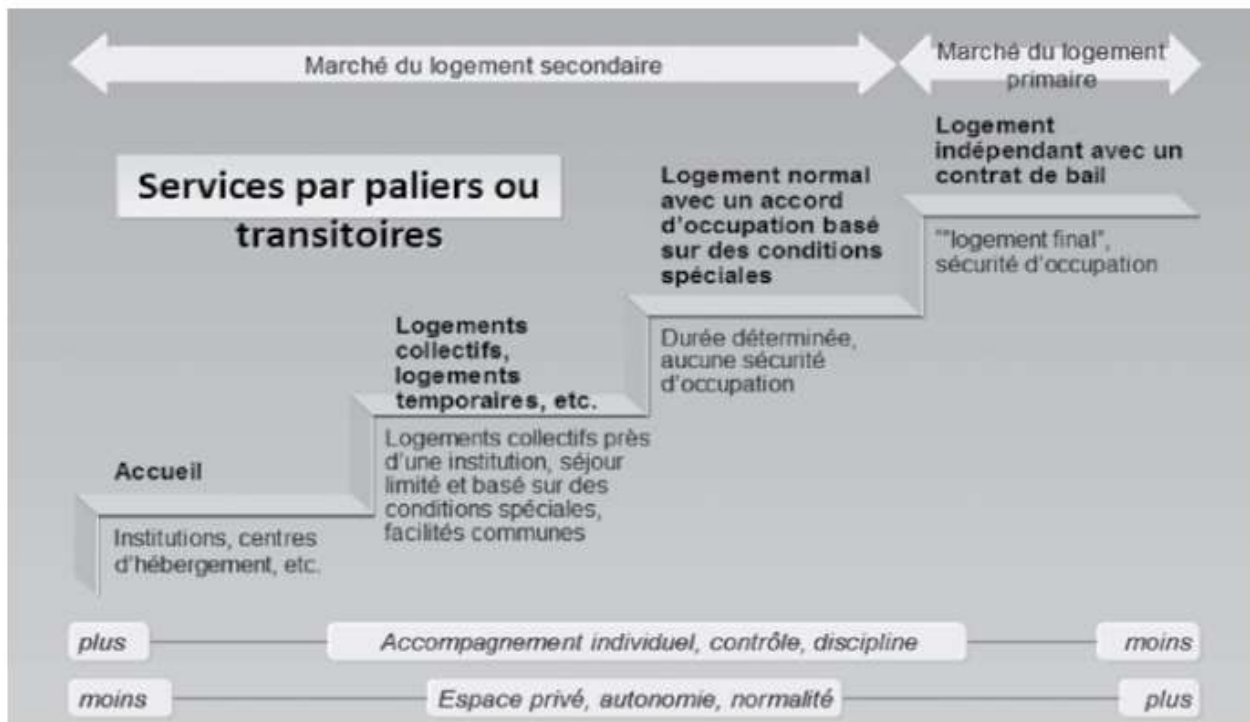 Marché du logement secondaire
Marché du logement
primaire
Services par paliers ou
transitoires
Accueil
Institutions, centres
d'hébergement, etc.
Logements
collectifs,
logements
temporaires, etc.
Logements collectifs près
d'une institution, séjour
limité et basé sur des
conditions spéciales,
facilités communes
Logement normal
avec un accord
d'occupation basé
sur des conditions
spéciales
Durée déterminée,
aucune sécurité
d'occupation
Logement
indépendant avec un
contrat de bail
""logement final",
sécurité d'occupation
plus
Accompagnement individuel, contrôle, discipline
moins
moins
Espace privé, autonomie, normalité
plus